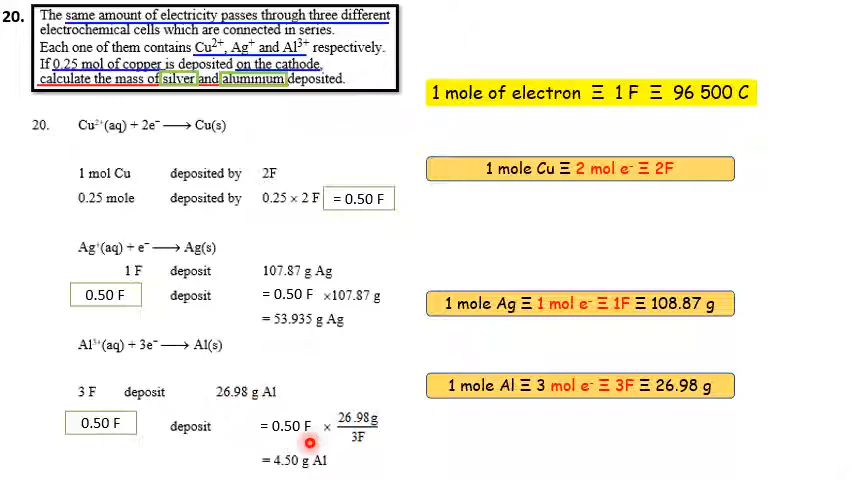 20. The same amount of electricity passes through three different
electrochemical cells which are connected in series.
Each one of them contains Cu²⁺, Ag⁺ and Al³⁺ respectively.
If 0.25 mol of copper is deposited on the cathode,
calculate the mass of silver and aluminium deposited.
1 mole of electron Ξ 1 F Ξ 96 500 C
20. Cu²⁺(aq) + 2e⁻ ⟶ Cu(s)
1 mol Cu deposited by 2F
1 mole Cu Ξ 2 mol e⁻ Ξ 2F
0.25 mole deposited by 0.25 × 2 F = 0.50 F
Ag⁺(aq) + e⁻ ⟶ Ag(s)
1 F deposit 107.87 g Ag
0.50 F deposit = 0.50 F ×107.87 g
1 mole Ag Ξ 1 mol e⁻ Ξ 1F Ξ 108.87 g
= 53.935 g Ag
Al³⁺(aq) + 3e⁻ ⟶ Al(s)
3 F deposit 26.98 g Al
1 mole Al Ξ 3 mol e⁻ Ξ 3F Ξ 26.98 g
0.50 F deposit = 0.50 F × 26.98 g
3F
= 4.50 g Al